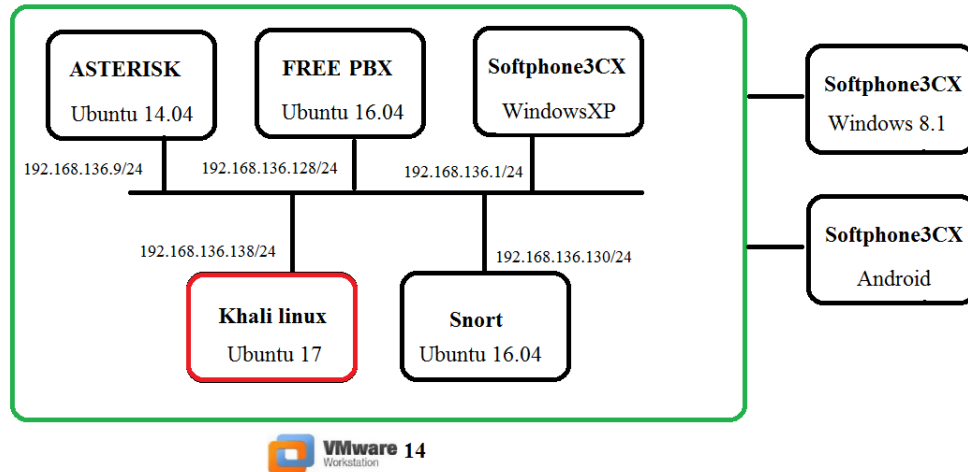 ASTERISK
Ubuntu 14.04
FREE PBX
Ubuntu 16.04
Softphone3CX
WindowsXP
Softphone3CX
Windows 8.1
192.168.136.9/24
192.168.136.128/24
192.168.136.1/24
192.168.136.138/24
192.168.136.130/24
Softphone3CX
Android
Khali linux
Ubuntu 17
Snort
Ubuntu 16.04
VMware 14
Workstation